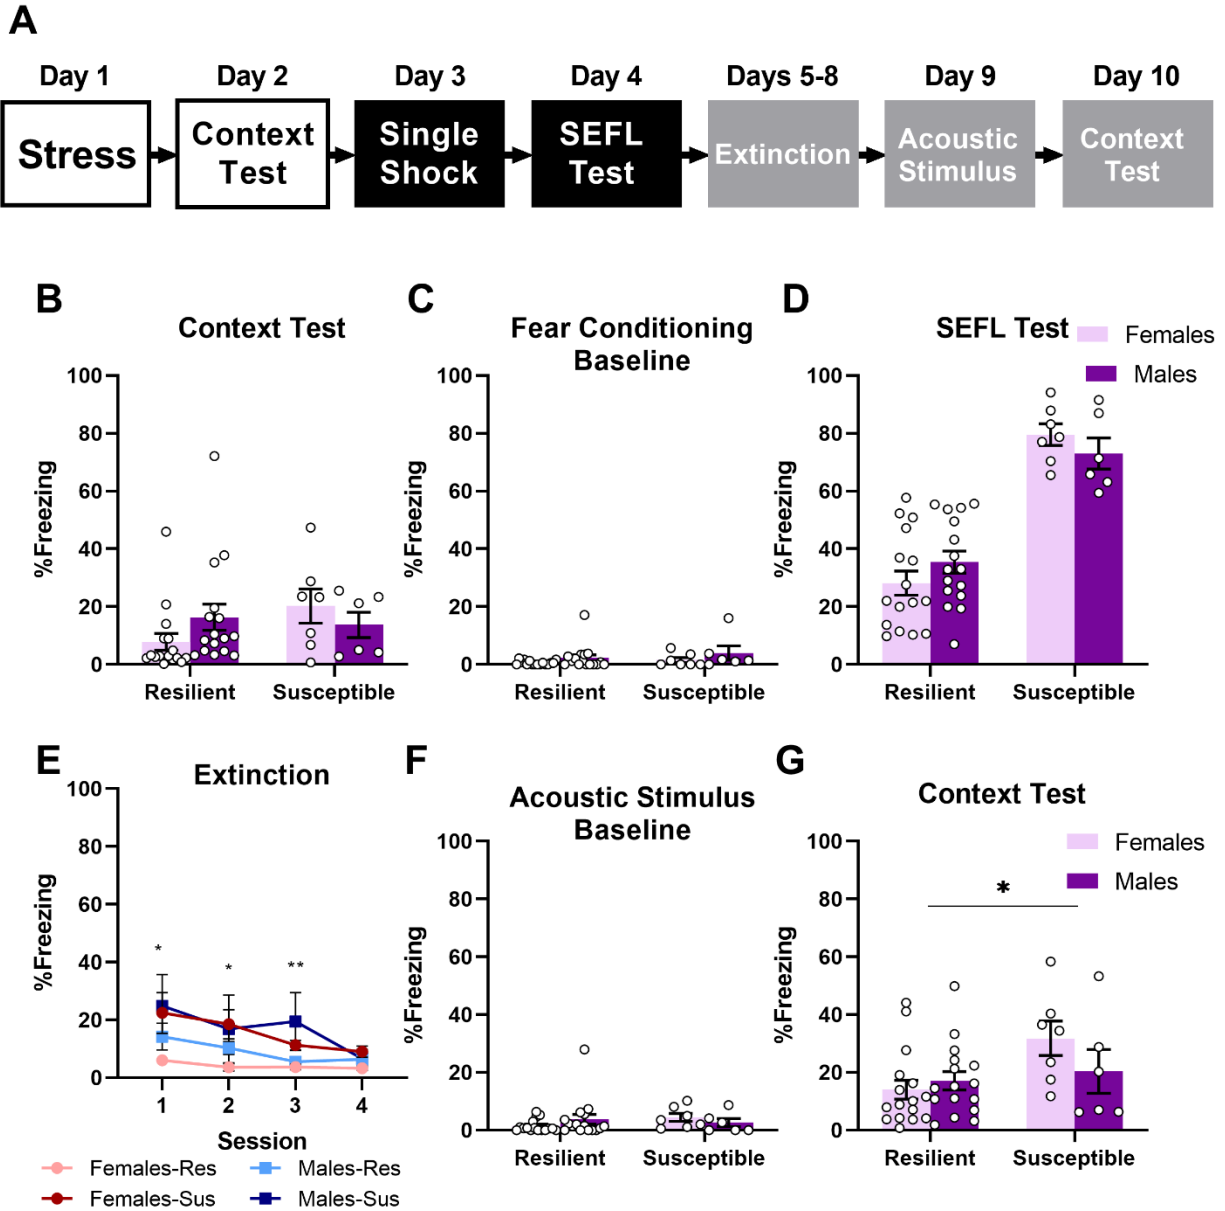 A
Day 1
Day 2
Day 3
Day 4
Days 5-8
Day 9
Day 10
Stress
Context
Test
Single
Shock
SEFL
Test
Extinction
Acoustic
Stimulus
Context
Test
B
Context Test
%Freezing
100
80
60
40
20
0
Resilient
Susceptible
C
Fear Conditioning
Baseline
%Freezing
100
80
60
40
20
0
Resilient
Susceptible
D
SEFL Test
Females
Males
%Freezing
100
80
60
40
20
0
Resilient
Susceptible
E
Extinction
%Freezing
100
80
60
40
20
0
*
*
**
1
2
3
4
Session
Females-Res
Males-Res
Females-Sus
Males-Sus
F
Acoustic Stimulus
Baseline
%Freezing
100
80
60
40
20
0
Resilient
Susceptible
G
Context Test
Females
Males
*
%Freezing
100
80
60
40
20
0
Resilient
Susceptible